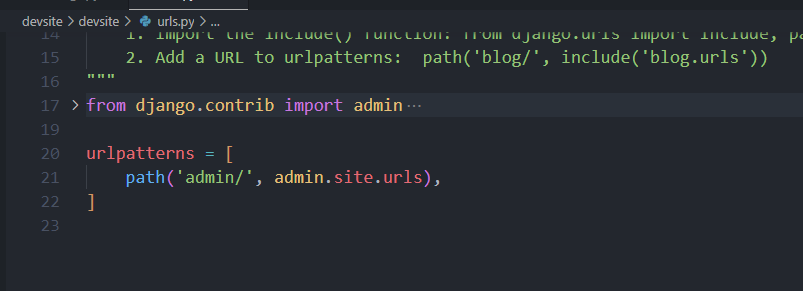 devsite > devsite > urls.py > ...
14 1. Import the include() function: from django.urls import include, pa
15 2. Add a URL to urlpatterns:  path('blog/', include('blog.urls'))
16 """
17 > from django.contrib import admin ···
19
20 urlpatterns = [
21 path('admin/', admin.site.urls),
22 ]
23